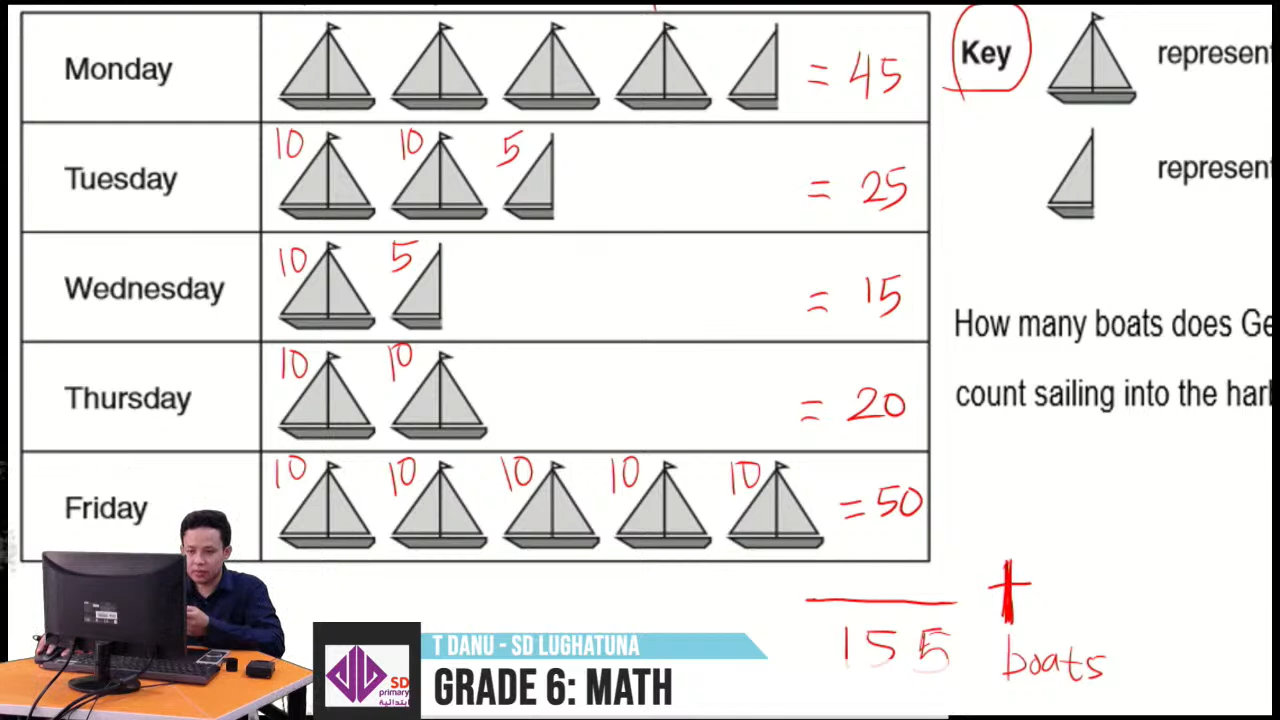 Monday = 45
Key represent
10 10 5
Tuesday = 25
represent
10 5
Wednesday = 15
How many boats does Ge
10 10
Thursday = 20
count sailing into the harl
10 10 10 10 10
Friday = 50
+
155 boats
T DANU - SD LUGHATUNA
GRADE 6: MATH
SD
primary
ابتدائية